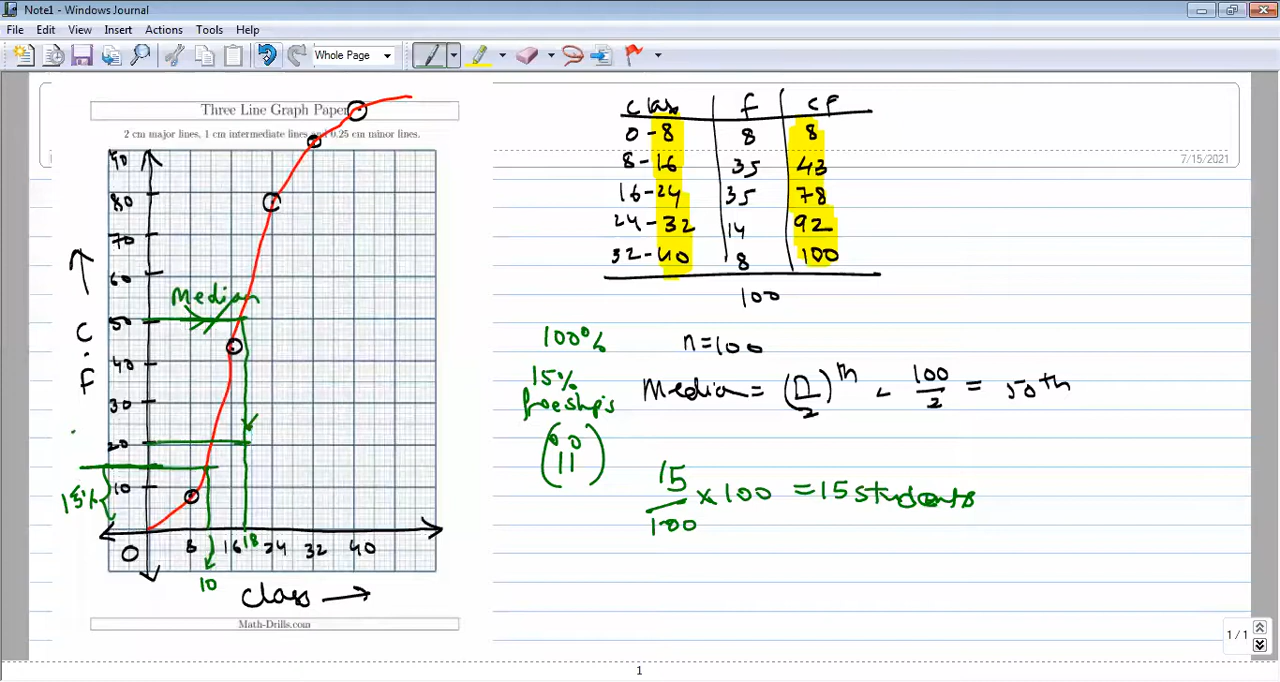 Note1 - Windows Journal
File Edit View Insert Actions Tools Help
Whole Page
Three Line Graph Paper
2 cm major lines, 1 cm intermediate lines and 0.25 cm minor lines.
7/15/2021
class f CF
0-8 8 8
8-16 35 43
16-24 35 78
24-32 14 92
32-40 8 100
100
90
80
70
60
50
40
30
20
10
C.F
Median
15%
0 8 16 18 24 32 40
10
class
Math-Drills.com
100%
15%
freeships
n=100
Median = (n/2)th = 100/2 = 50th
15/100 × 100 = 15 students
1/1
1